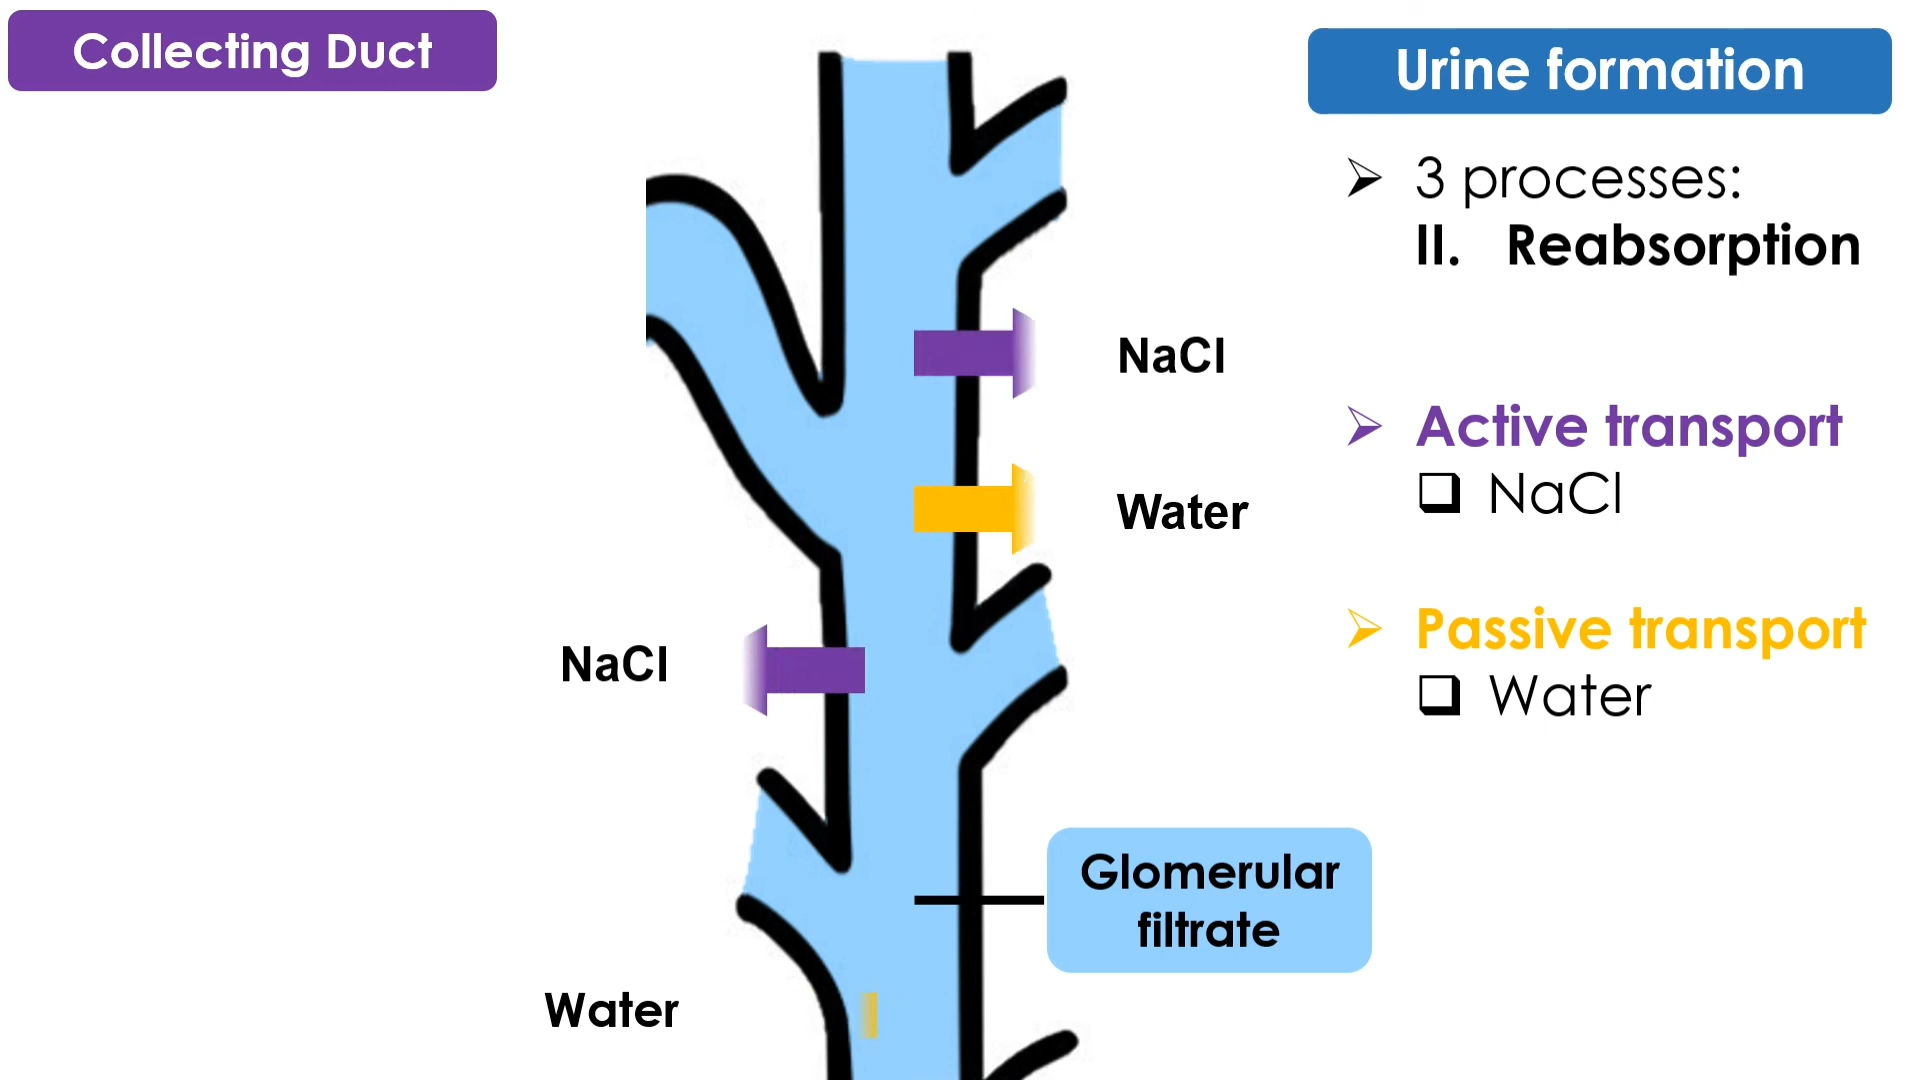 Collecting Duct
Urine formation
3 processes:
II. Reabsorption
NaCl
Active transport
NaCl
Water
Passive transport
NaCl
Water
Glomerular
filtrate
Water